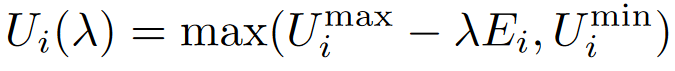 U_i(λ) = max(U_i^max − λE_i, U_i^min)